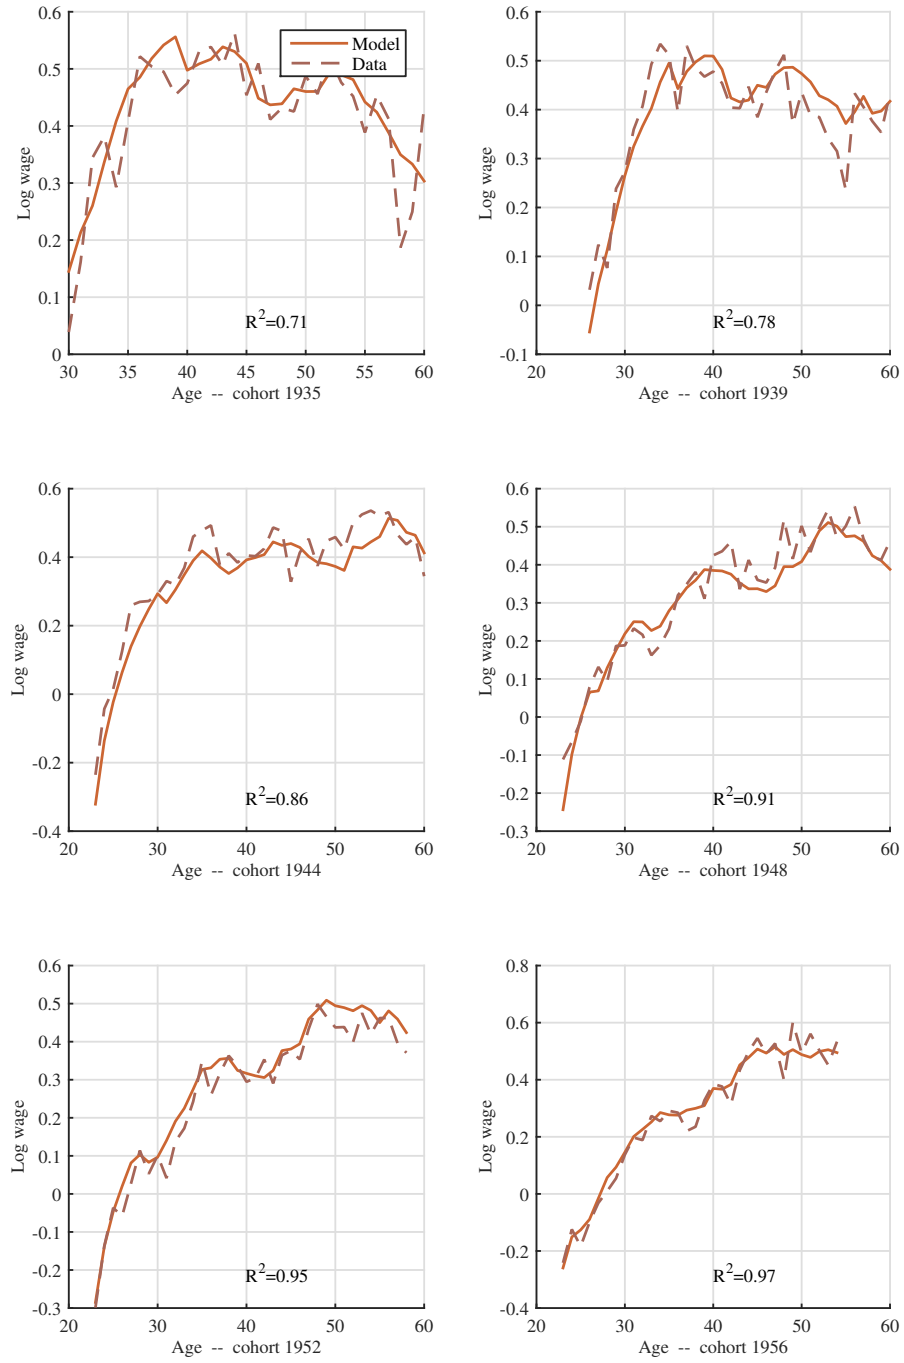 0.6
0.5
0.4
0.3
0.2
0.1
0
Log wage
Model
Data
R²=0.71
30 35 40 45 50 55 60
Age -- cohort 1935
0.6
0.5
0.4
0.3
0.2
0.1
0
-0.1
Log wage
R²=0.78
20 30 40 50 60
Age -- cohort 1939
0.6
0.4
0.2
0
-0.2
-0.4
Log wage
R²=0.86
20 30 40 50 60
Age -- cohort 1944
0.6
0.5
0.4
0.3
0.2
0.1
0
-0.1
-0.2
-0.3
Log wage
R²=0.91
20 30 40 50 60
Age -- cohort 1948
0.6
0.5
0.4
0.3
0.2
0.1
0
-0.1
-0.2
-0.3
Log wage
R²=0.95
20 30 40 50 60
Age -- cohort 1952
0.8
0.6
0.4
0.2
0
-0.2
-0.4
Log wage
R²=0.97
20 30 40 50 60
Age -- cohort 1956